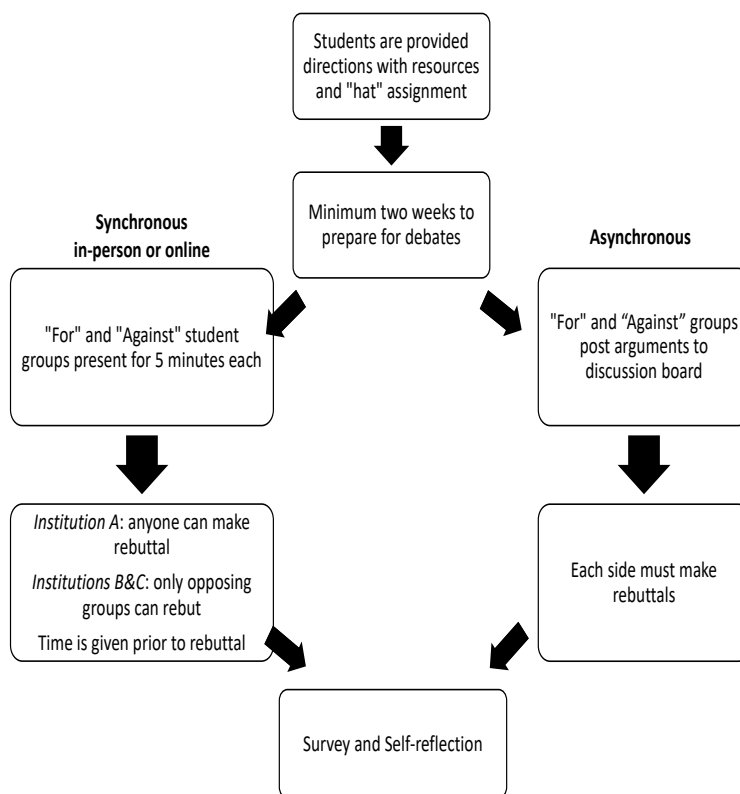 Students are provided
directions with resources
and "hat" assignment
Minimum two weeks to
prepare for debates
Synchronous
in-person or online
"For" and "Against" student
groups present for 5 minutes each
Institution A: anyone can make
rebuttal
Institutions B&C: only opposing
groups can rebut
Time is given prior to rebuttal
Asynchronous
"For" and “Against” groups
post arguments to
discussion board
Each side must make
rebuttals
Survey and Self-reflection